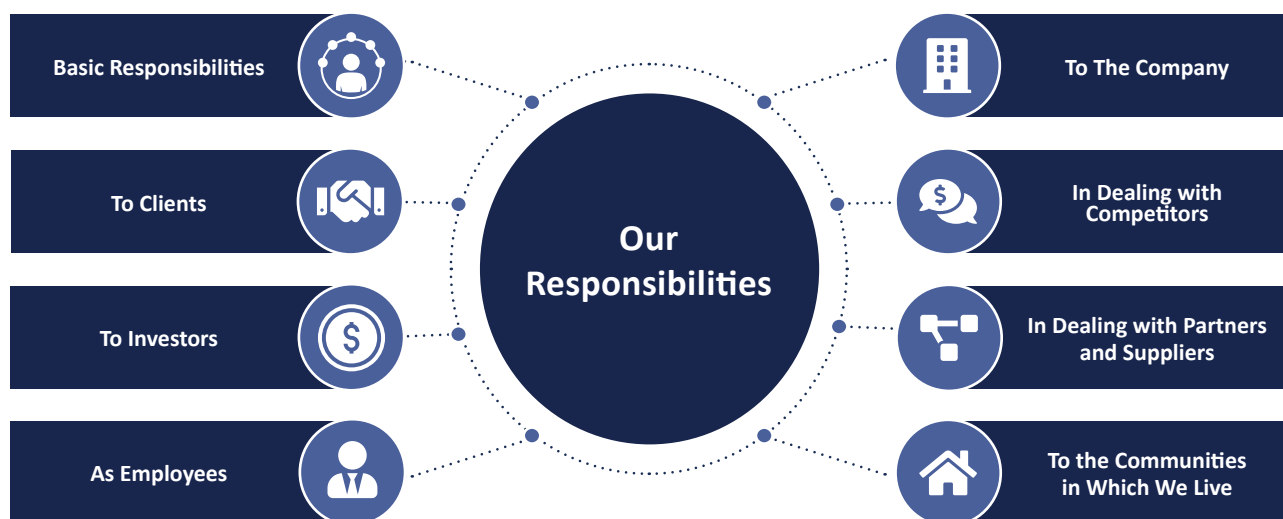 Basic Responsibilities
To Clients
To Investors
As Employees
Our
Responsibilities
To The Company
In Dealing with
Competitors
In Dealing with Partners
and Suppliers
To the Communities
in Which We Live
$
$